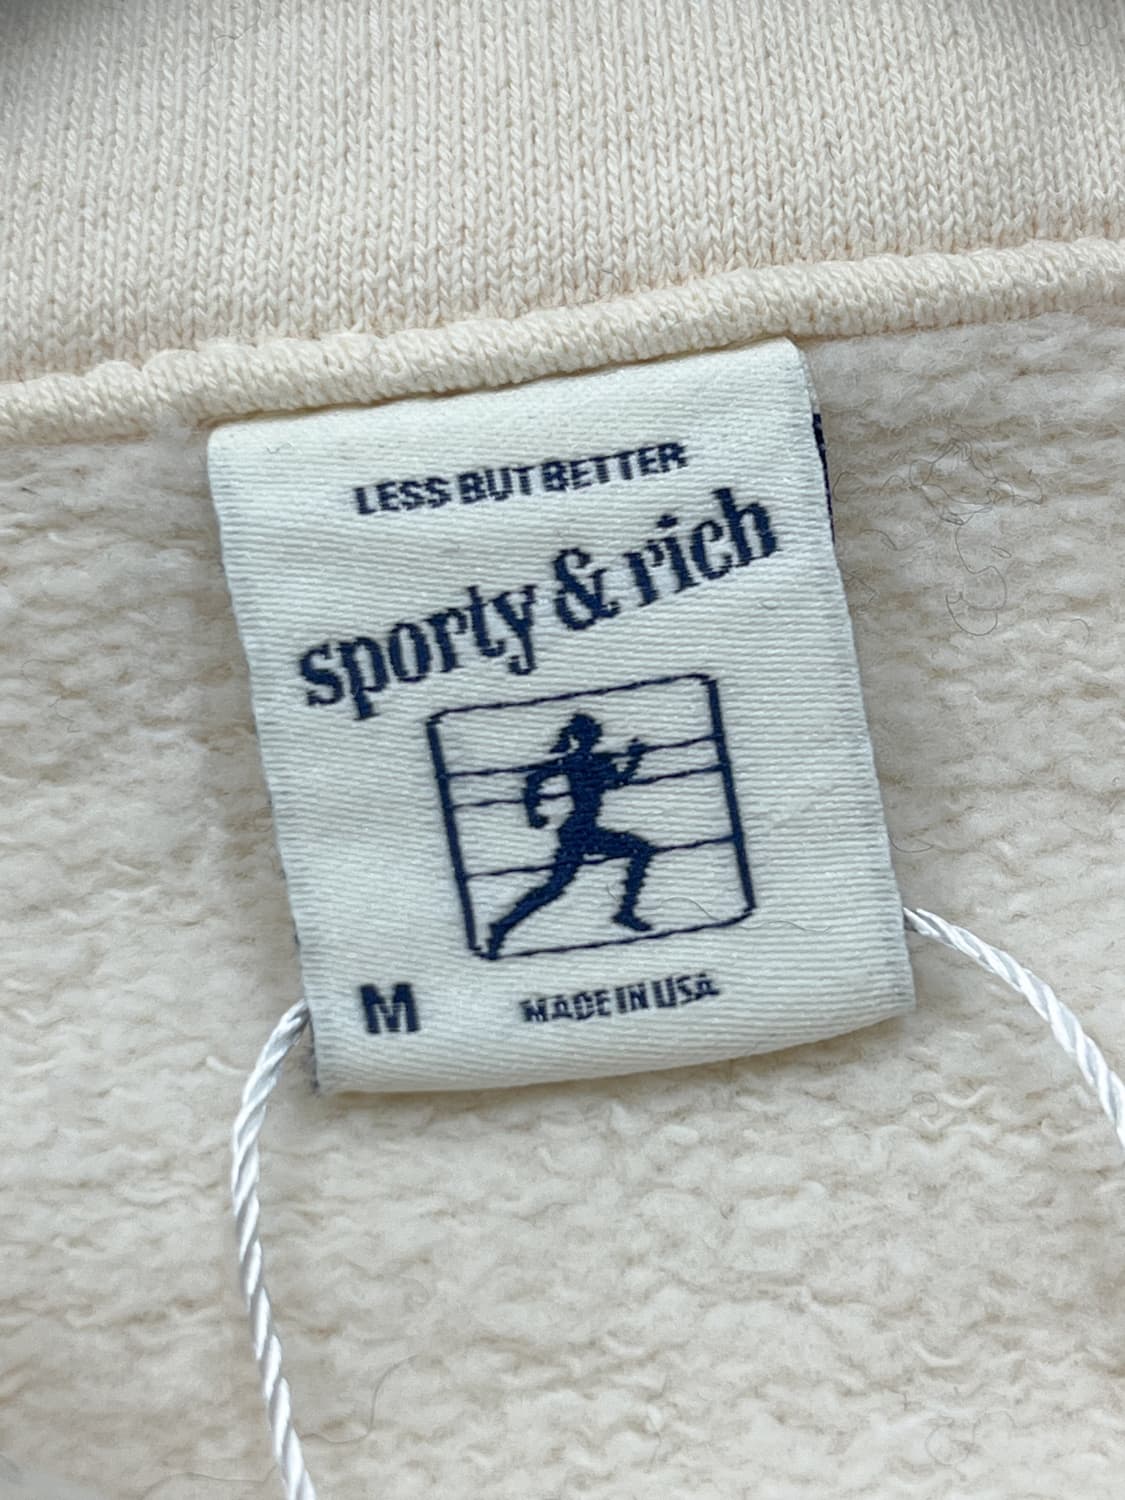 LESS BUT BETTER
sporty & rich
M MADE IN USA